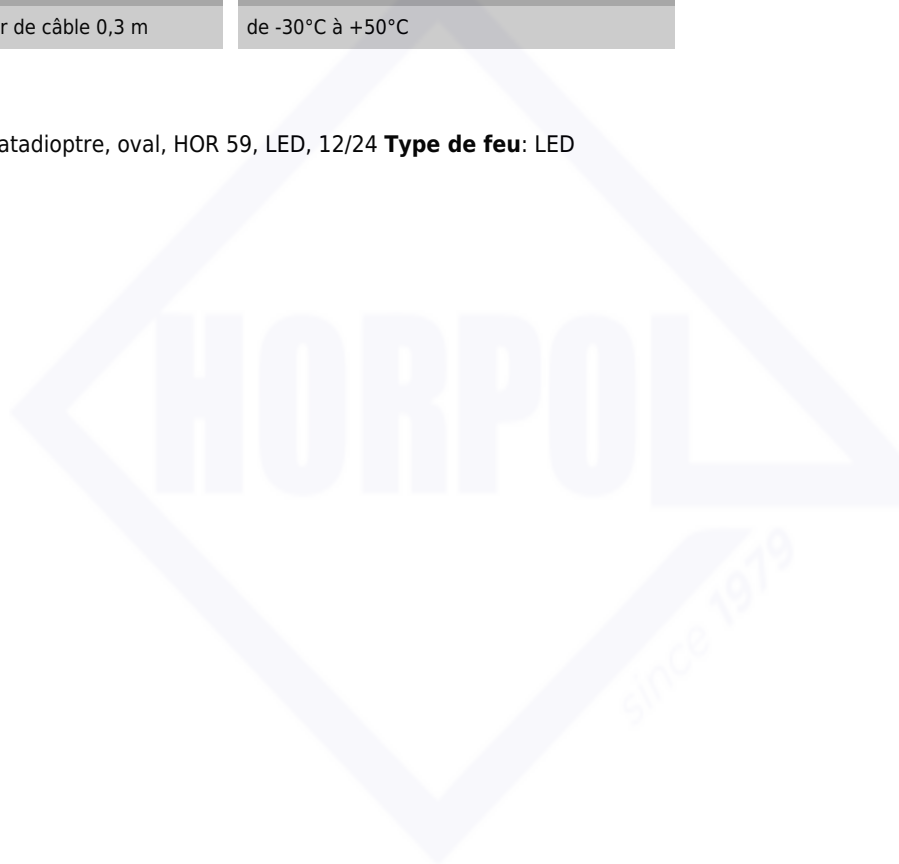 r de câble 0,3 m
de -30°C à +50°C
atadioptre, oval, HOR 59, LED, 12/24 Type de feu: LED
HORPOL
since 1979